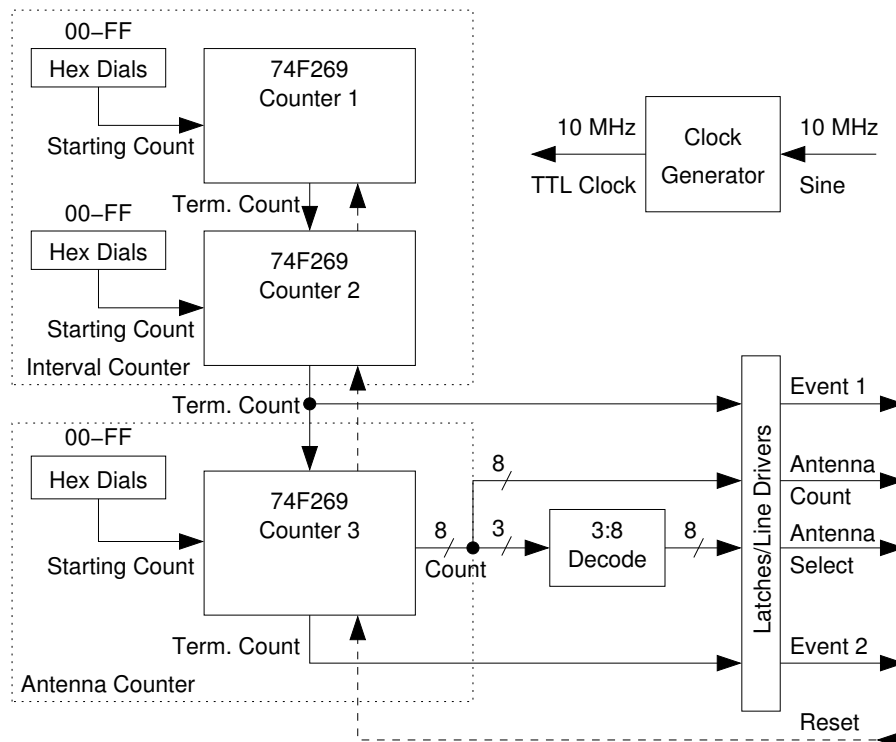 00−FF
Hex Dials
Starting Count
74F269
Counter 1
Term. Count
00−FF
Hex Dials
Starting Count
74F269
Counter 2
Interval Counter
Term. Count
10 MHz
TTL Clock
Clock
Generator
10 MHz
Sine
00−FF
Hex Dials
Starting Count
74F269
Counter 3
8
Count
8
3
3:8
Decode
8
Term. Count
Antenna Counter
Latches/Line Drivers
Event 1
Antenna
Count
Antenna
Select
Event 2
Reset